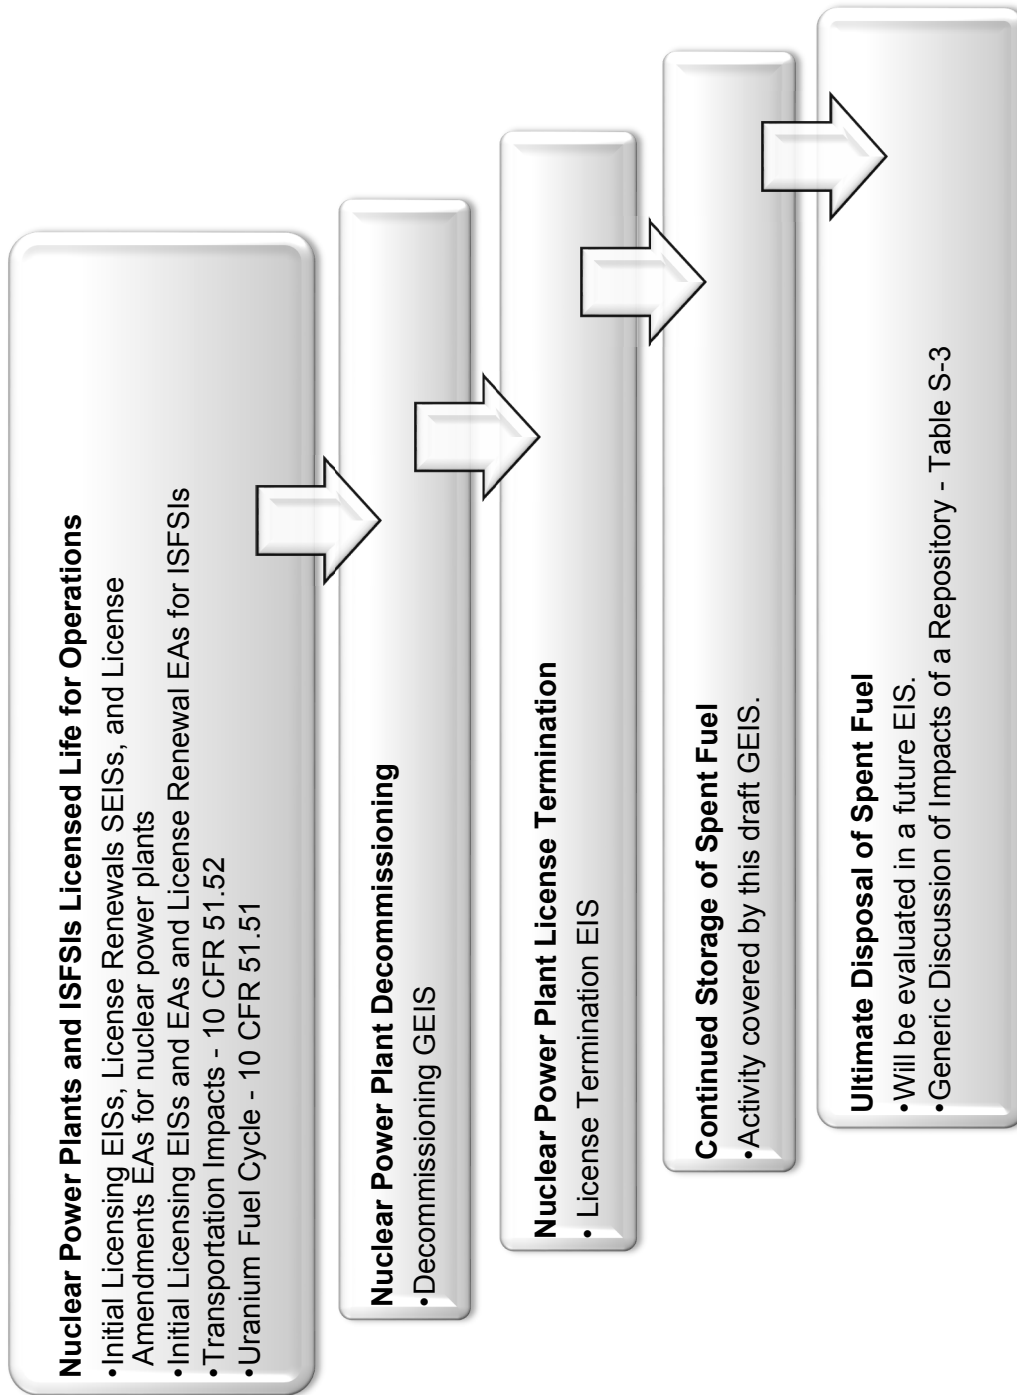 Nuclear Power Plants and ISFSIs Licensed Life for Operations
•Initial Licensing EISs, License Renewals SEISs, and License
Amendments EAs for nuclear power plants
•Initial Licensing EISs and EAs and License Renewal EAs for ISFSIs
•Transportation Impacts - 10 CFR 51.52
•Uranium Fuel Cycle - 10 CFR 51.51
Nuclear Power Plant Decommissioning
•Decommissioning GEIS
Nuclear Power Plant License Termination
• License Termination EIS
Continued Storage of Spent Fuel
•Activity covered by this draft GEIS.
Ultimate Disposal of Spent Fuel
•Will be evaluated in a future EIS.
•Generic Discussion of Impacts of a Repository - Table S-3